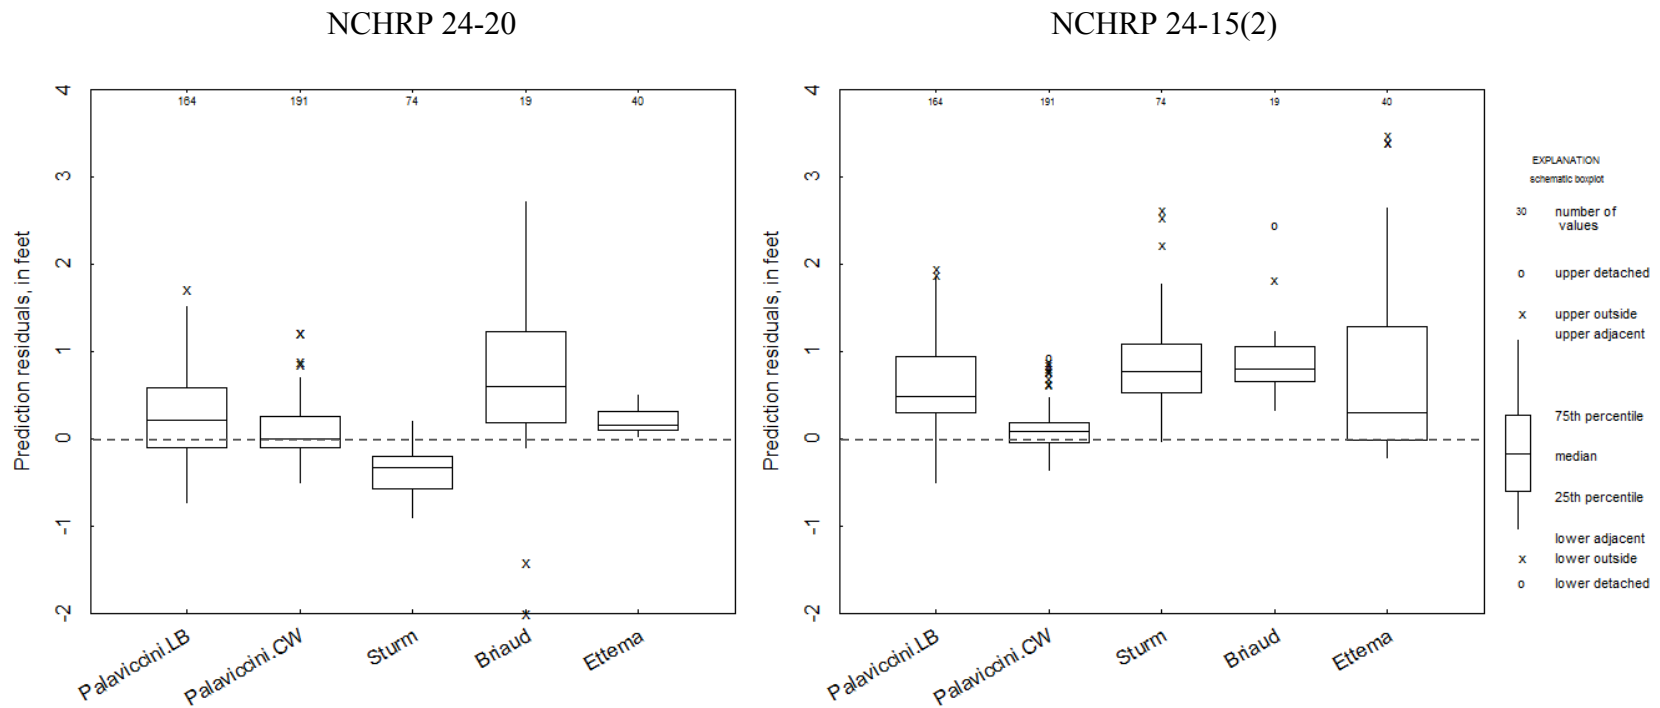 NCHRP 24-20
NCHRP 24-15(2)
Prediction residuals, in feet
4
3
2
1
0
-1
-2
164 191 74 19 40
Palaviccini.LB
Palaviccini.CW
Sturm
Briaud
Ettema
Prediction residuals, in feet
4
3
2
1
0
-1
-2
164 191 74 19 40
Palaviccini.LB
Palaviccini.CW
Sturm
Briaud
Ettema
EXPLANATION
schematic boxplot
30 number of
values
o upper detached
x upper outside
upper adjacent
75th percentile
median
25th percentile
lower adjacent
x lower outside
o lower detached